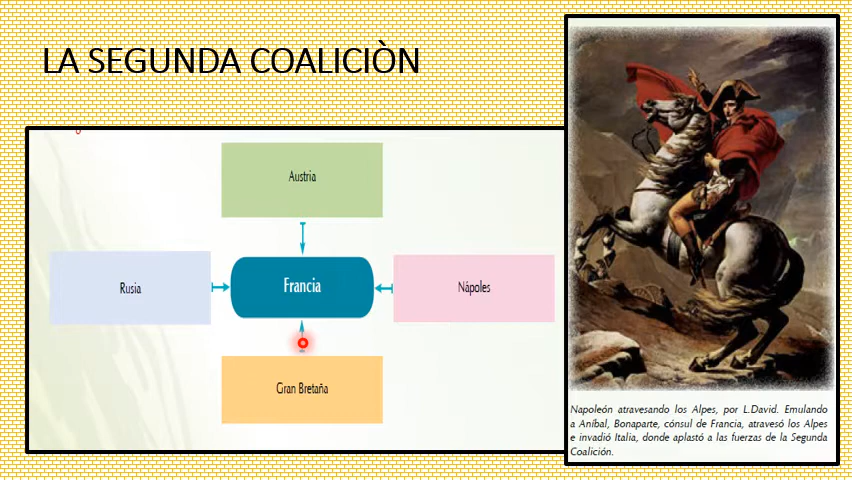 LA SEGUNDA COALICIÒN
Austria
Rusia
Francia
Nápoles
Gran Bretaña
Napoleón atravesando los Alpes, por L.David. Emulando
a Aníbal, Bonaparte, cónsul de Francia, atravesó los Alpes
e invadió Italia, donde aplastó a las fuerzas de la Segunda
Coalición.